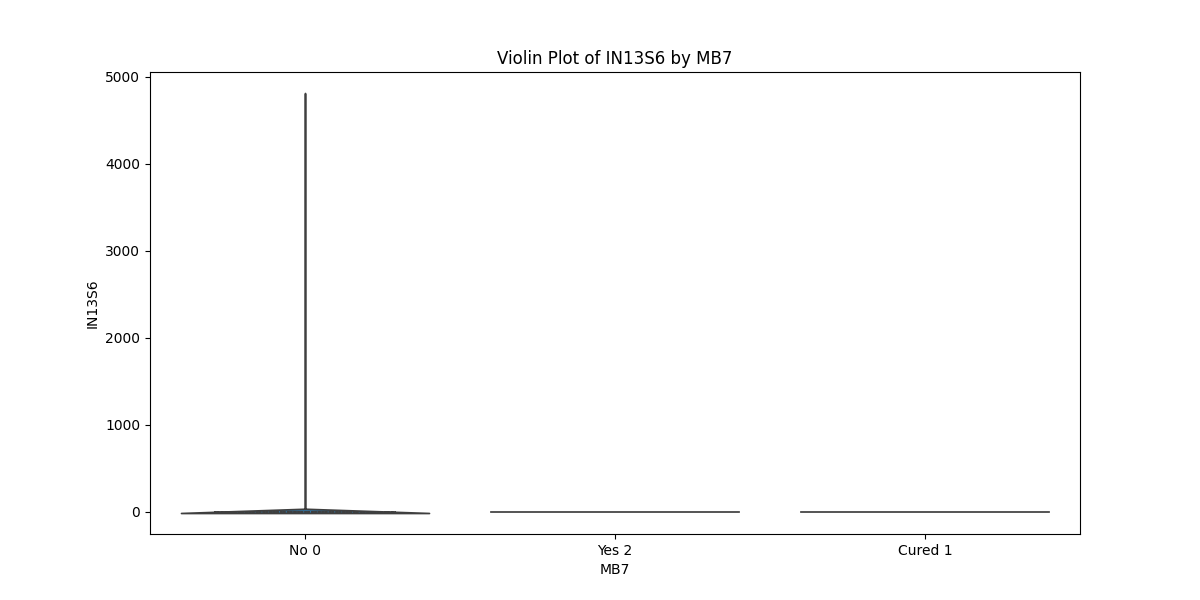 Violin Plot of IN13S6 by MB7
5000
4000
3000
2000
1000
0
IN13S6
No 0
Yes 2
Cured 1
MB7